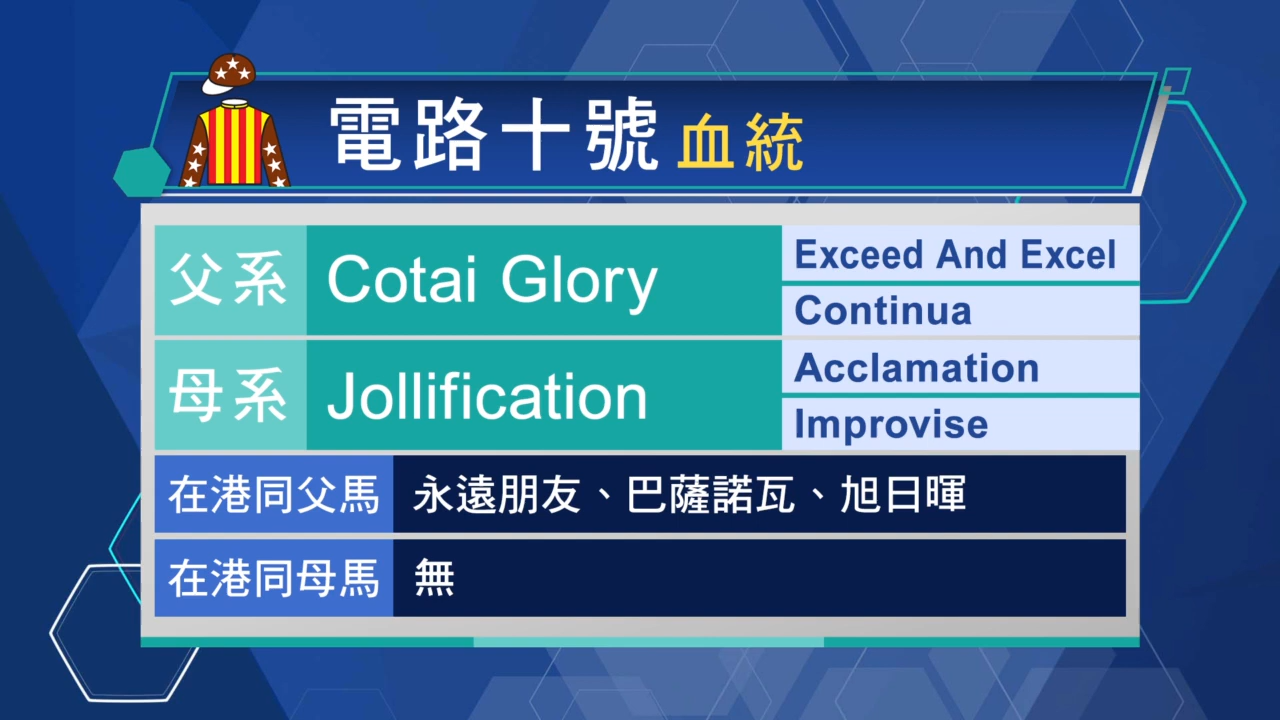 電路十號 血統
父系 Cotai Glory
Exceed And Excel
Continua
母系 Jollification
Acclamation
Improvise
在港同父馬 永遠朋友、巴薩諾瓦、旭日暉
在港同母馬 無